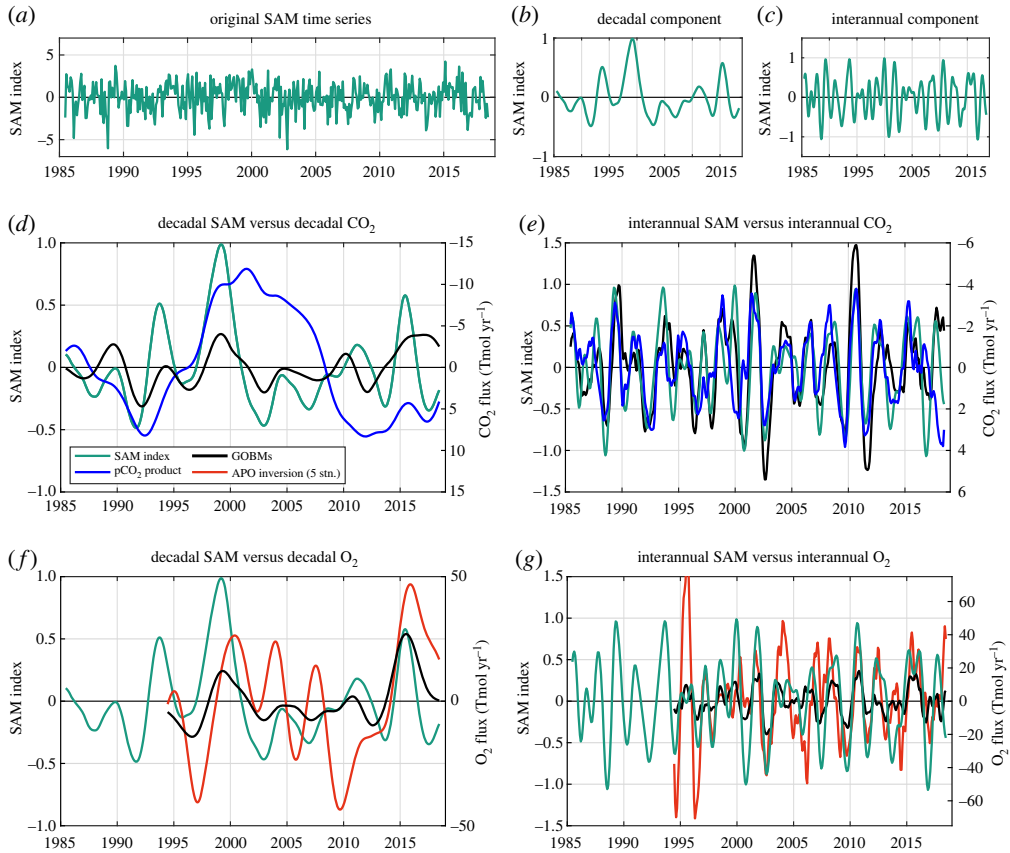 (a) original SAM time series
SAM index
5
0
−5
1985 1990 1995 2000 2005 2010 2015
(b) decadal component
SAM index
1
0
−1
1985 1995 2005 2015
(c) interannual component
SAM index
1
0
−1
1985 1995 2005 2015
(d) decadal SAM versus decadal CO₂
SAM index
1.0
0.5
0
−0.5
−1.0
−15
−10
−5
0
5
10
15
CO₂ flux (Tmol yr⁻¹)
SAM index
pCO₂ product
GOBMs
APO inversion (5 stn.)
1985 1990 1995 2000 2005 2010 2015
(e) interannual SAM versus interannual CO₂
SAM index
1.5
1.0
0.5
0
−0.5
−1.0
−1.5
−6
−4
−2
0
2
4
6
CO₂ flux (Tmol yr⁻¹)
1985 1990 1995 2000 2005 2010 2015
(f) decadal SAM versus decadal O₂
SAM index
1.0
0.5
0
−0.5
−1.0
50
0
−50
O₂ flux (Tmol yr⁻¹)
1985 1990 1995 2000 2005 2010 2015
(g) interannual SAM versus interannual O₂
SAM index
1.5
1.0
0.5
0
−0.5
−1.0
−1.5
60
40
20
0
−20
−40
−60
O₂ flux (Tmol yr⁻¹)
1985 1990 1995 2000 2005 2010 2015